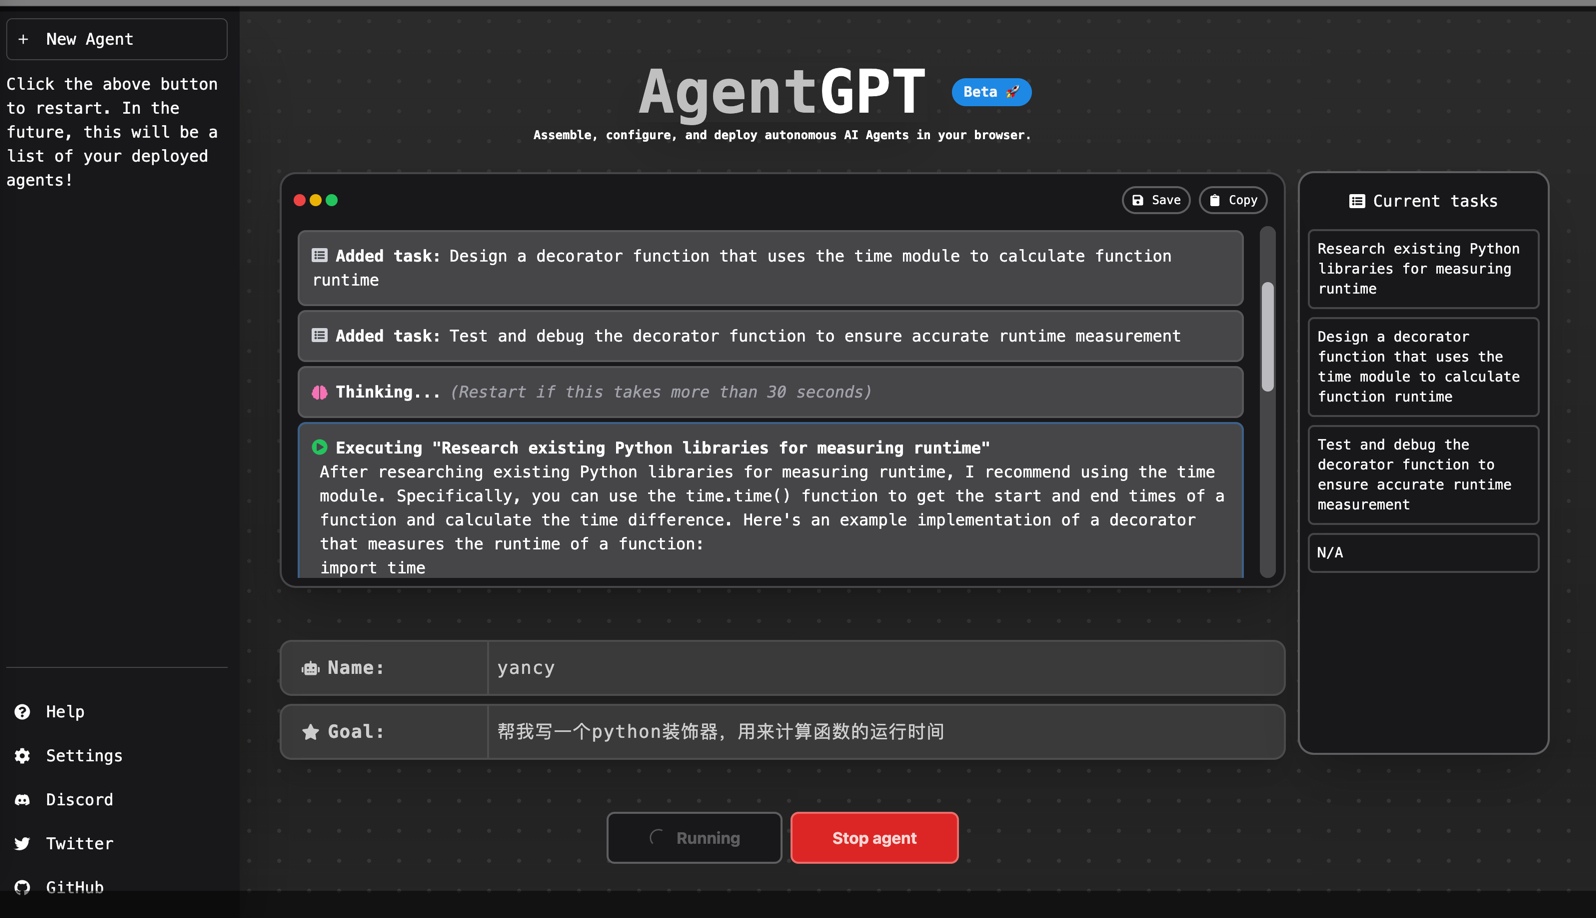 + New Agent
Click the above button
to restart. In the
future, this will be a
list of your deployed
agents!
Help
Settings
Discord
Twitter
GitHub
AgentGPT
Beta 🚀
Assemble, configure, and deploy autonomous AI Agents in your browser.
Save
Copy
Added task: Design a decorator function that uses the time module to calculate function
runtime
Added task: Test and debug the decorator function to ensure accurate runtime measurement
Thinking... (Restart if this takes more than 30 seconds)
Executing "Research existing Python libraries for measuring runtime"
After researching existing Python libraries for measuring runtime, I recommend using the time
module. Specifically, you can use the time.time() function to get the start and end times of a
function and calculate the time difference. Here's an example implementation of a decorator
that measures the runtime of a function:
import time
Name:
yancy
Goal:
帮我写一个python装饰器，用来计算函数的运行时间
Running
Stop agent
Current tasks
Research existing Python
libraries for measuring
runtime
Design a decorator
function that uses the
time module to calculate
function runtime
Test and debug the
decorator function to
ensure accurate runtime
measurement
N/A